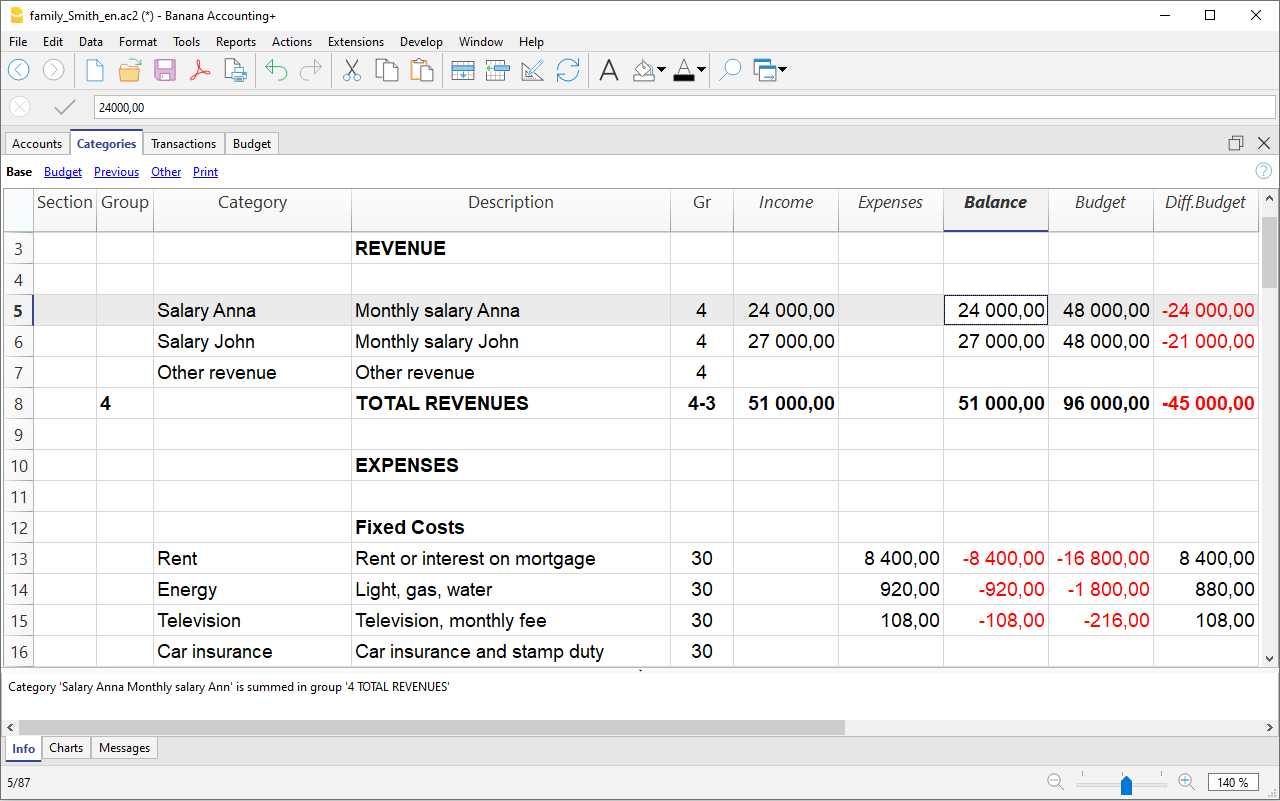 family_Smith_en.ac2 (*) - Banana Accounting+
File Edit Data Format Tools Reports Actions Extensions Develop Window Help
24000,00
Accounts Categories Transactions Budget
Base Budget Previous Other Print
Section Group Category Description Gr Income Expenses Balance Budget Diff.Budget
3 REVENUE
4
5 Salary Anna Monthly salary Anna 4 24 000,00 24 000,00 48 000,00 -24 000,00
6 Salary John Monthly salary John 4 27 000,00 27 000,00 48 000,00 -21 000,00
7 Other revenue Other revenue 4
8 4 TOTAL REVENUES 4-3 51 000,00 51 000,00 96 000,00 -45 000,00
9
10 EXPENSES
11
12 Fixed Costs
13 Rent Rent or interest on mortgage 30 8 400,00 -8 400,00 -16 800,00 8 400,00
14 Energy Light, gas, water 30 920,00 -920,00 -1 800,00 880,00
15 Television Television, monthly fee 30 108,00 -108,00 -216,00 108,00
16 Car insurance Car insurance and stamp duty 30
Category 'Salary Anna Monthly salary Ann' is summed in group '4 TOTAL REVENUES'
Info Charts Messages
5/87 140 %